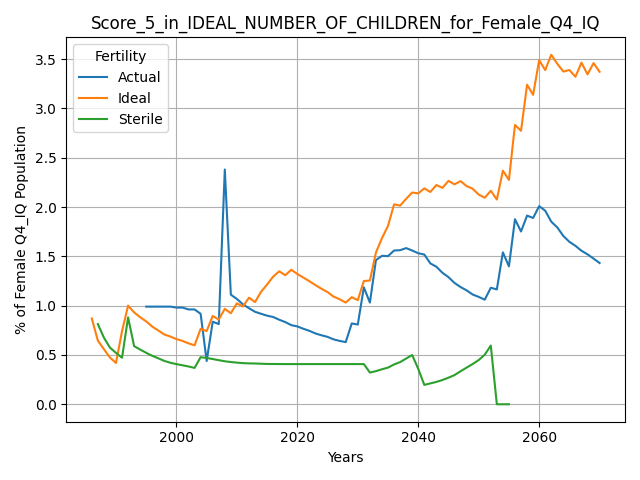 Score_5_in_IDEAL_NUMBER_OF_CHILDREN_for_Female_Q4_IQ
Fertility
Actual
Ideal
Sterile
% of Female Q4_IQ Population
3.5
3.0
2.5
2.0
1.5
1.0
0.5
0.0
2000 2020 2040 2060
Years